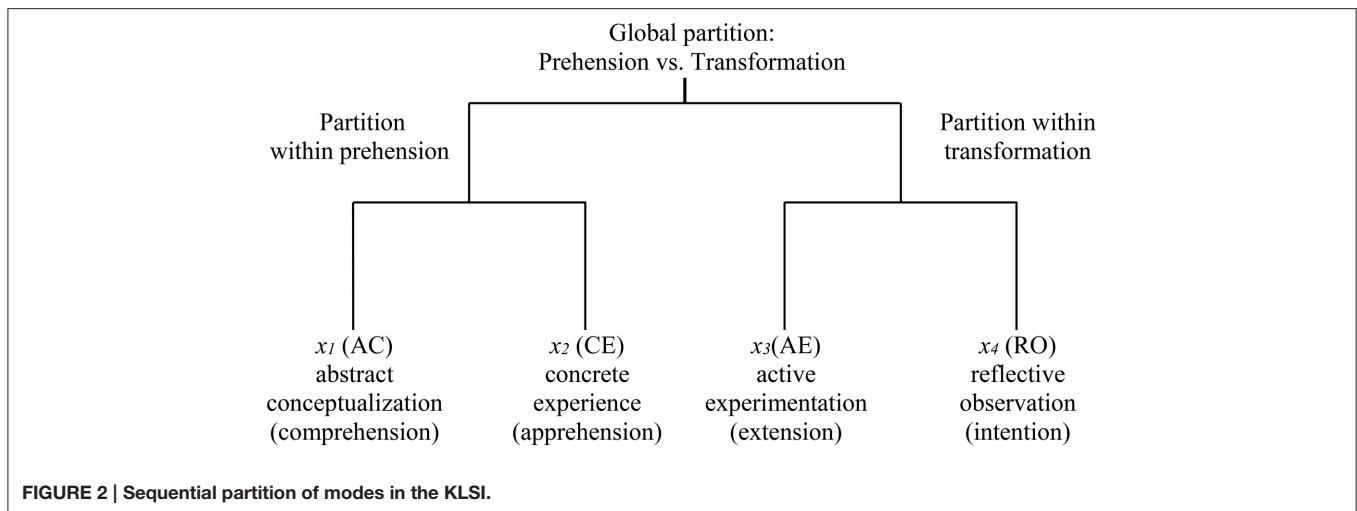 Global partition:
Prehension vs. Transformation
Partition
within prehension
Partition within
transformation
x₁ (AC)
abstract
conceptualization
(comprehension)
x₂ (CE)
concrete
experience
(apprehension)
x₃(AE)
active
experimentation
(extension)
x₄ (RO)
reflective
observation
(intention)
FIGURE 2 | Sequential partition of modes in the KLSI.